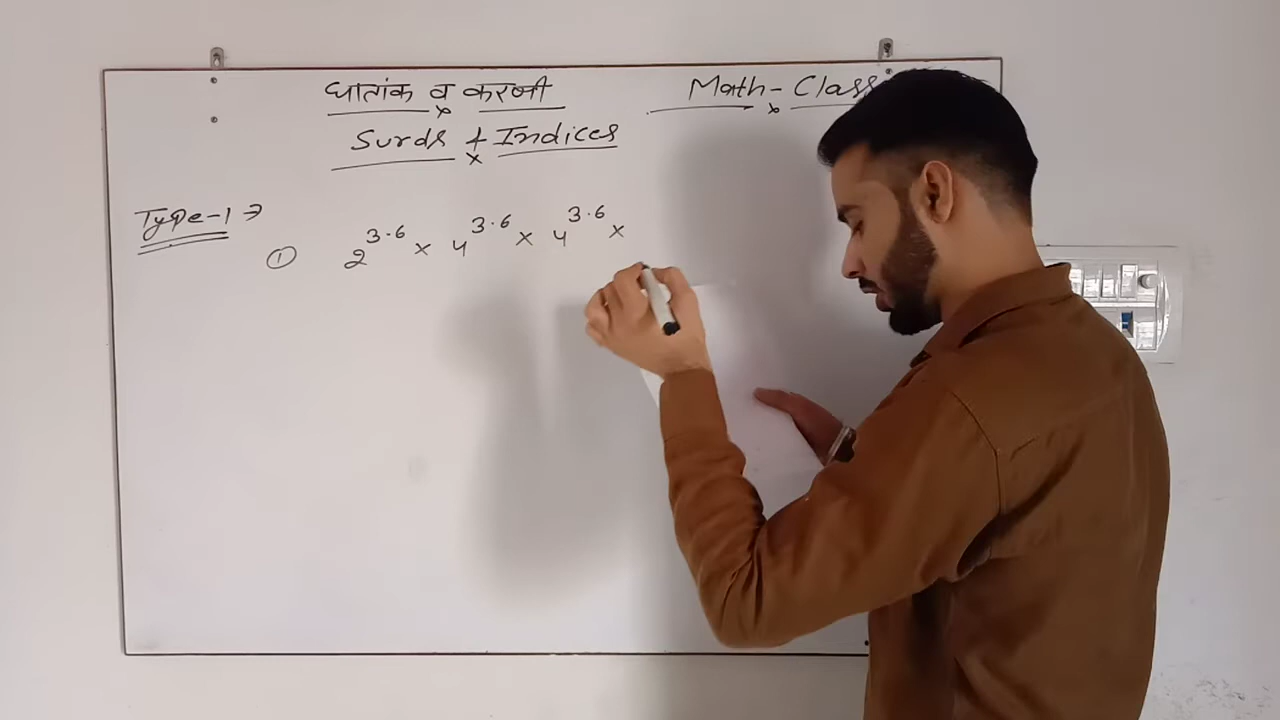 घातांक व करणी
Math - Class
Surds & Indices
Type-1 →
① 2^3.6 × 4^3.6 × 4^3.6 ×